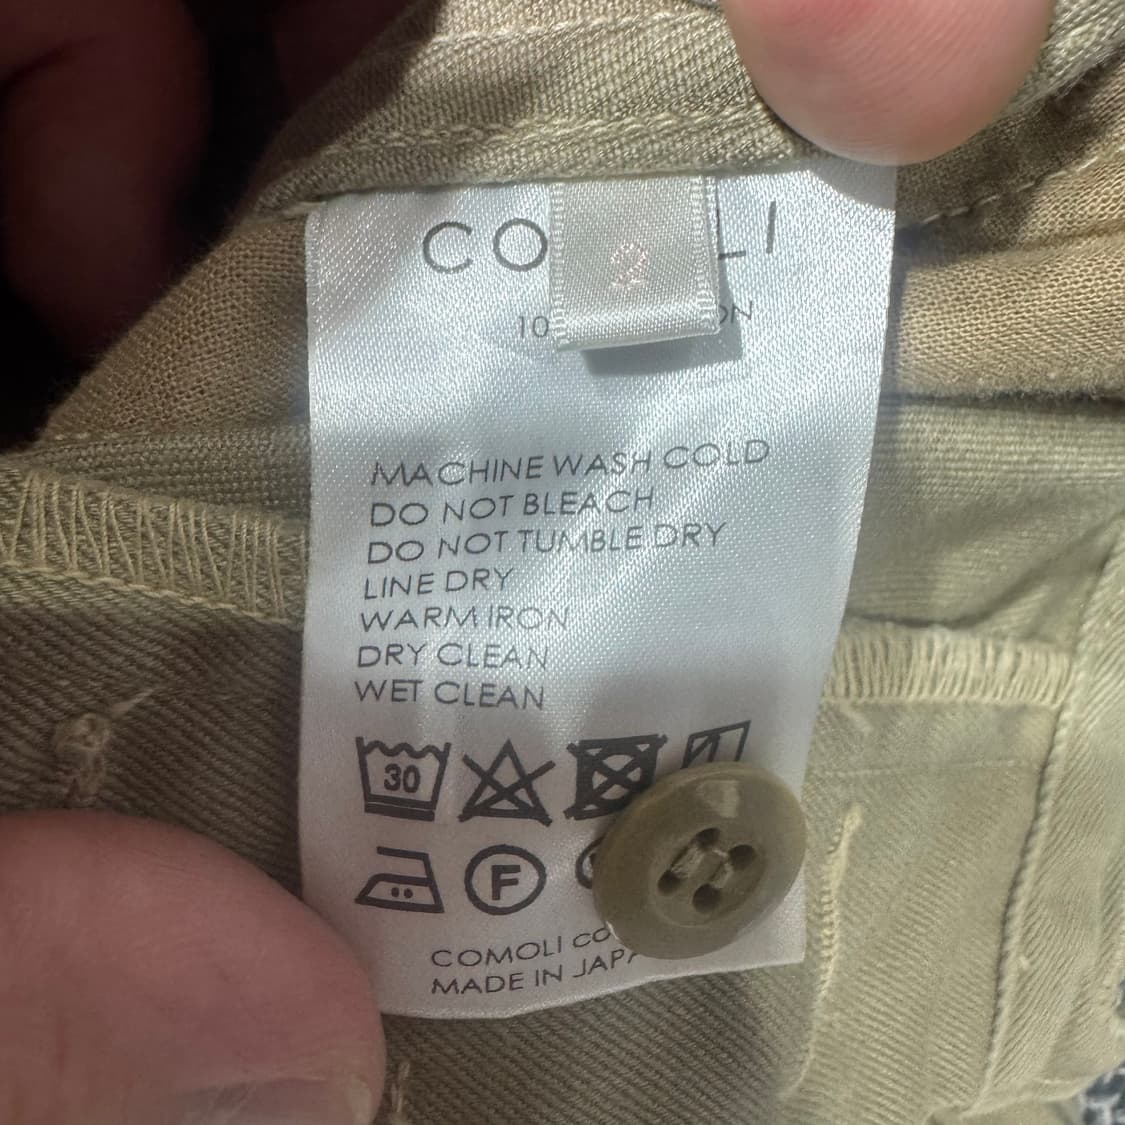 CO LI
2
10 ON
MACHINE WASH COLD
DO NOT BLEACH
DO NOT TUMBLE DRY
LINE DRY
WARM IRON
DRY CLEAN
WET CLEAN
30
F
COMOLI CO
MADE IN JAPA